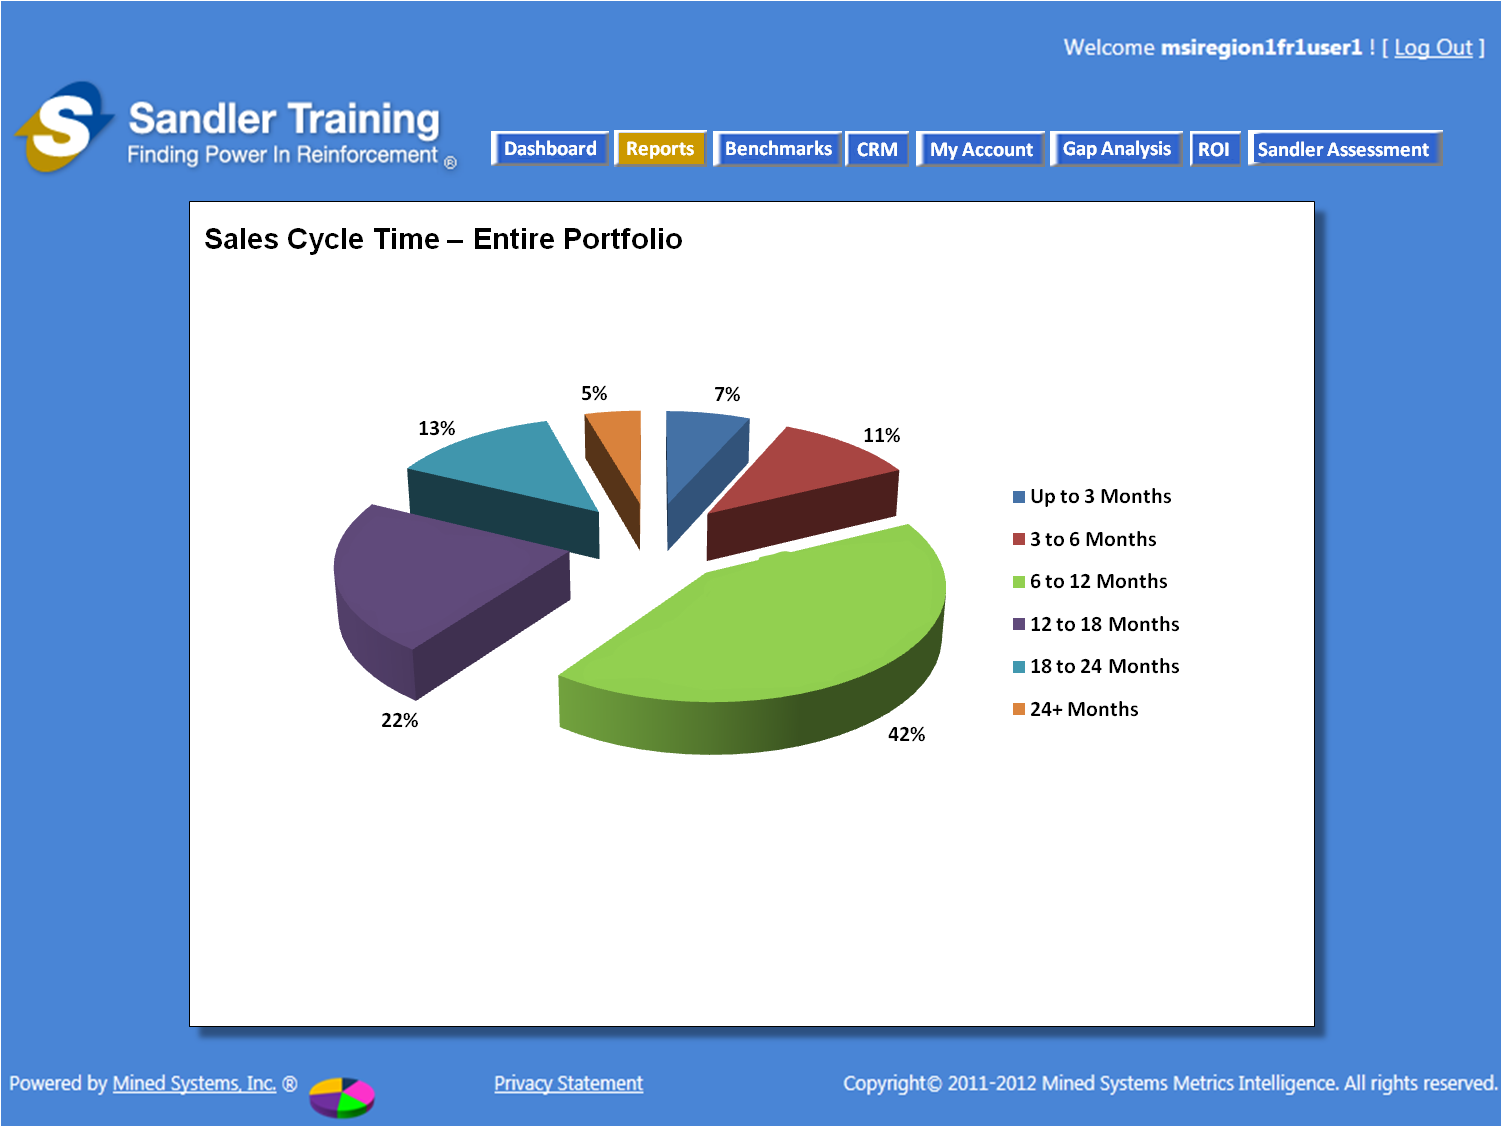 Welcome msiregion1fr1user1 ! [ Log Out ]
S
Sandler Training
Finding Power In Reinforcement ®
Dashboard Reports Benchmarks CRM My Account Gap Analysis ROI Sandler Assessment
Sales Cycle Time – Entire Portfolio
5% 7%
13% 11%
22% 42%
Up to 3 Months
3 to 6 Months
6 to 12 Months
12 to 18 Months
18 to 24 Months
24+ Months
Powered by Mined Systems, Inc. ® Privacy Statement Copyright© 2011-2012 Mined Systems Metrics Intelligence. All rights reserved.